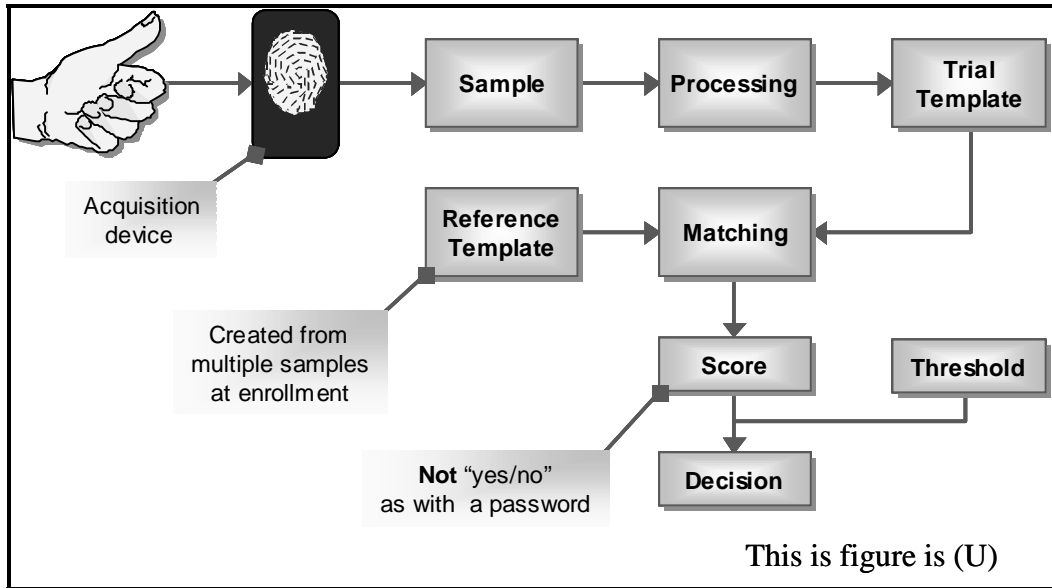 Sample
Processing
Trial
Template
Acquisition
device
Reference
Template
Matching
Created from
multiple samples
at enrollment
Score
Threshold
Not “yes/no”
as with a password
Decision
This is figure is (U)